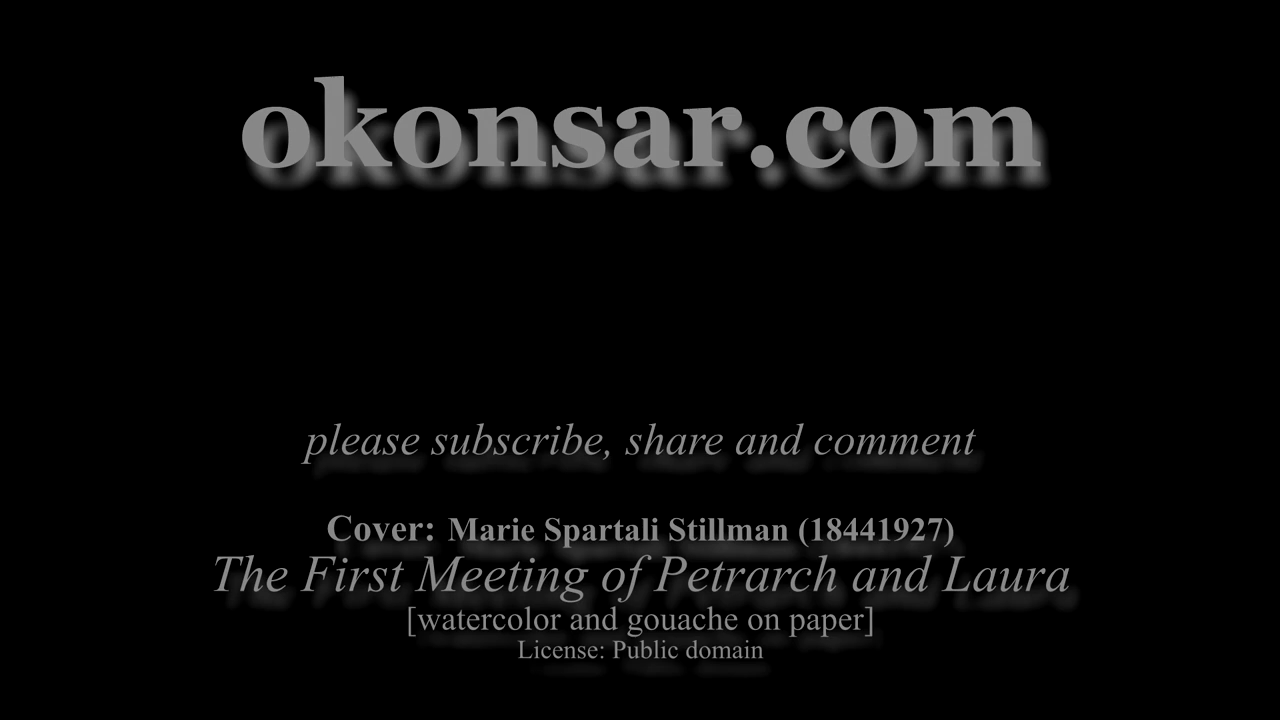 okonsar.com
please subscribe, share and comment
Cover: Marie Spartali Stillman (18441927)
The First Meeting of Petrarch and Laura
[watercolor and gouache on paper]
License: Public domain